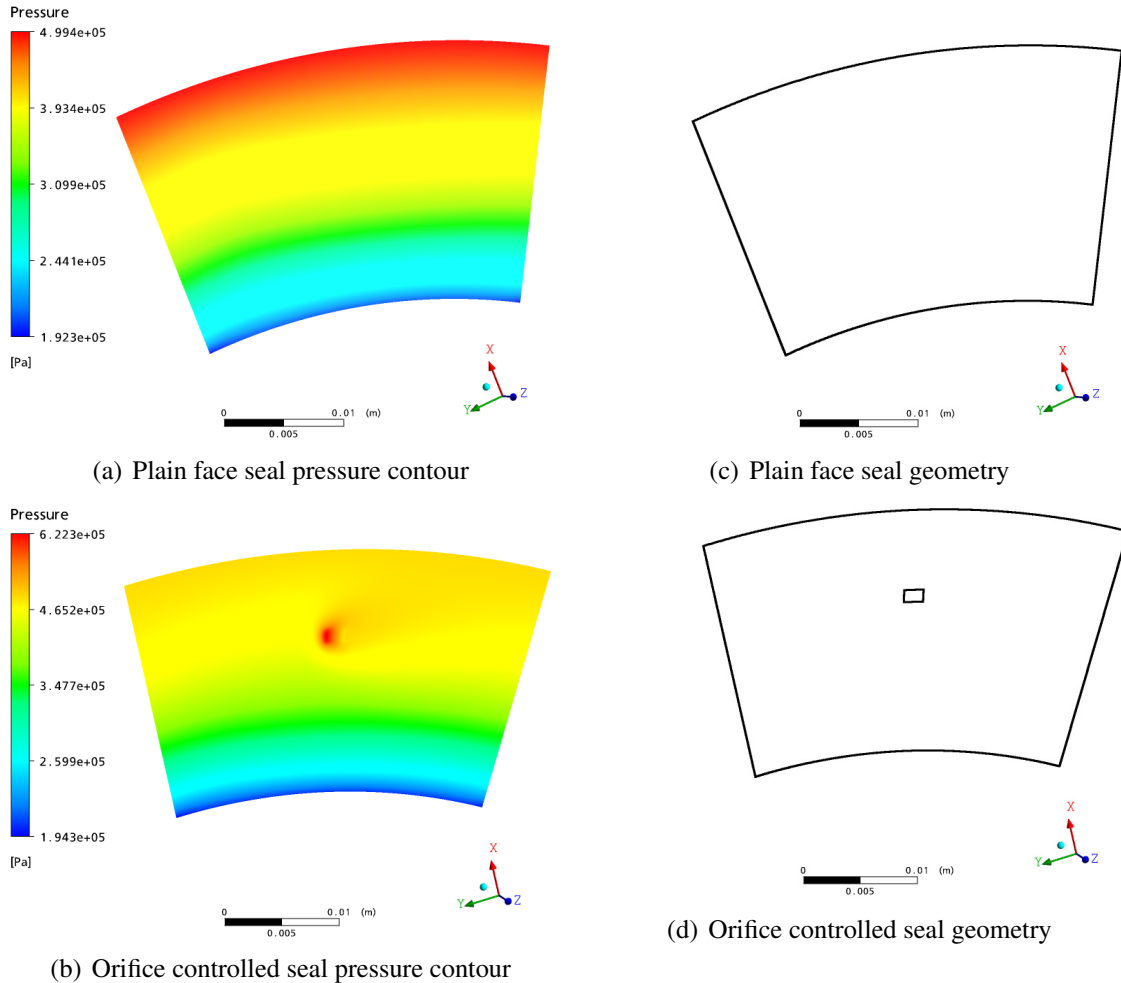 Pressure
4.994e+05
3.934e+05
3.099e+05
2.441e+05
1.923e+05
[Pa]
X
Y
Z
0 0.01 (m)
0.005
(a) Plain face seal pressure contour
X
Y
Z
0 0.01 (m)
0.005
(c) Plain face seal geometry
Pressure
6.223e+05
4.652e+05
3.477e+05
2.599e+05
1.943e+05
[Pa]
X
Y
Z
0 0.01 (m)
0.005
(b) Orifice controlled seal pressure contour
X
Y
Z
0 0.01 (m)
0.005
(d) Orifice controlled seal geometry